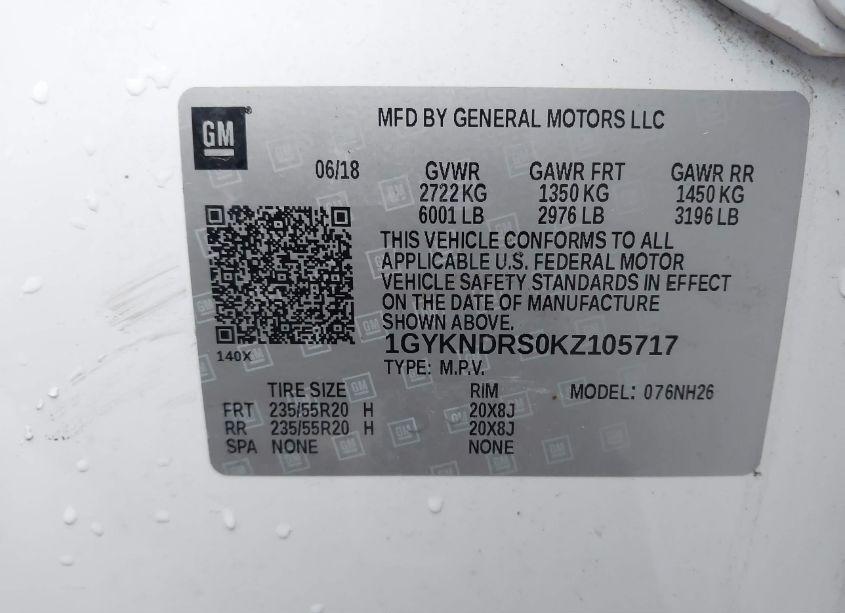 GM
MFD BY GENERAL MOTORS LLC
06/18 GVWR GAWR FRT GAWR RR
2722 KG 1350 KG 1450 KG
6001 LB 2976 LB 3196 LB
THIS VEHICLE CONFORMS TO ALL
APPLICABLE U.S. FEDERAL MOTOR
VEHICLE SAFETY STANDARDS IN EFFECT
ON THE DATE OF MANUFACTURE
SHOWN ABOVE.
1GYKNDRS0KZ105717
140X
TYPE: M.P.V.
TIRE SIZE RIM MODEL: 076NH26
FRT 235/55R20 H 20X8J
RR 235/55R20 H 20X8J
SPA NONE NONE